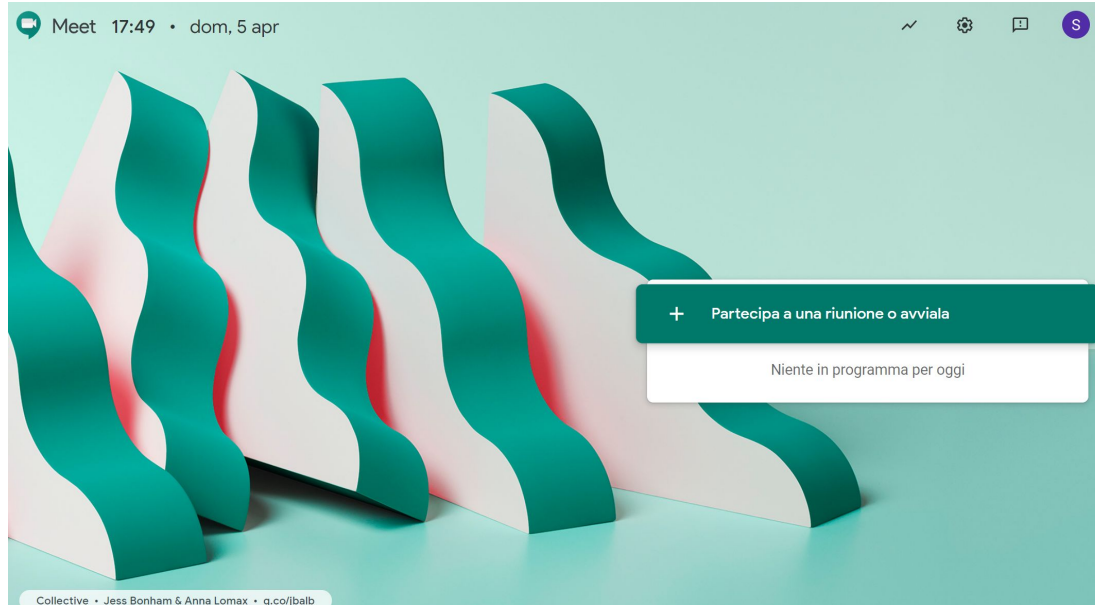 Meet 17:49 • dom, 5 apr
S
+ Partecipa a una riunione o avviala
Niente in programma per oggi
Collective • Jess Bonham & Anna Lomax • g.co/jbalb